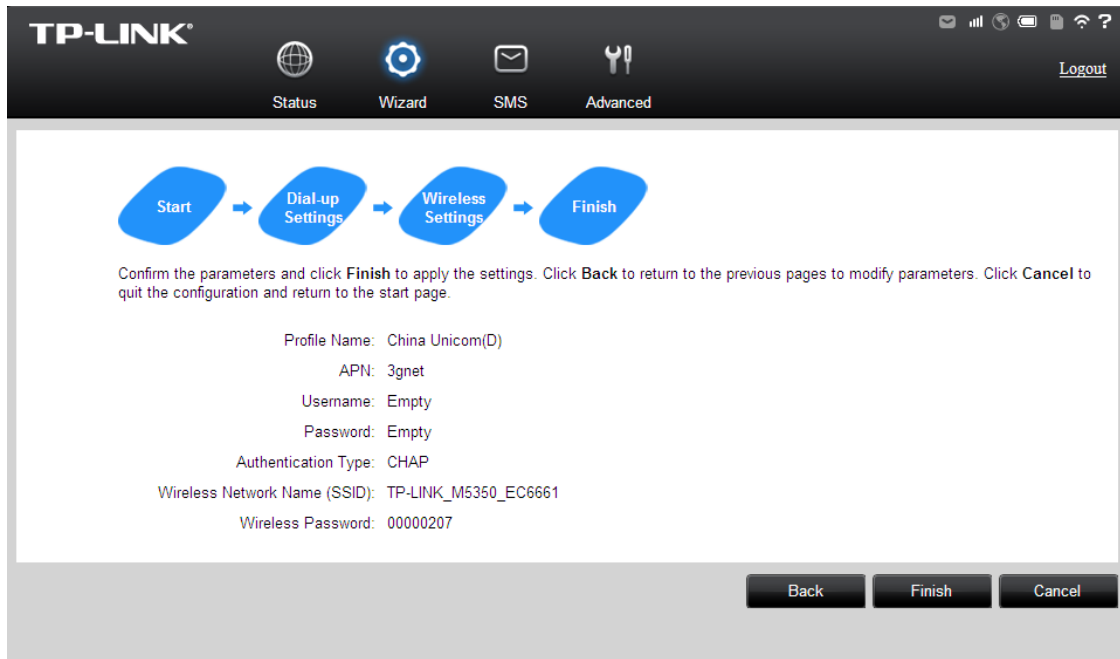 TP-LINK®
?
Logout
Status Wizard SMS Advanced
Start Dial-up Settings Wireless Settings Finish
Confirm the parameters and click Finish to apply the settings. Click Back to return to the previous pages to modify parameters. Click Cancel to
quit the configuration and return to the start page.
Profile Name: China Unicom(D)
APN: 3gnet
Username: Empty
Password: Empty
Authentication Type: CHAP
Wireless Network Name (SSID): TP-LINK_M5350_EC6661
Wireless Password: 00000207
Back Finish Cancel